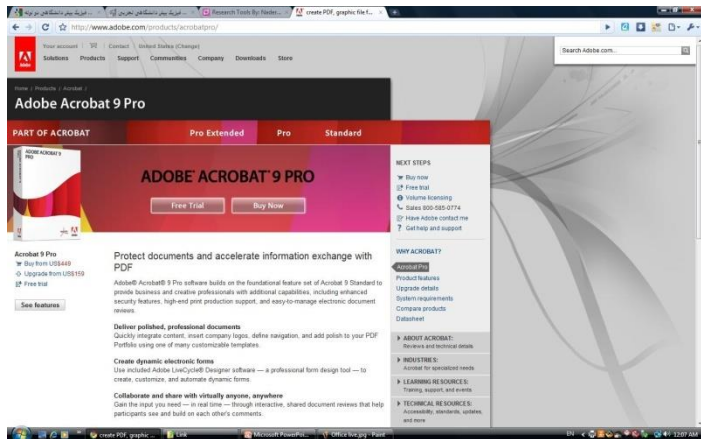 Research Tools By: Nader...
create PDF, graphic file f...
http://www.adobe.com/products/acrobatpro/
Your account
Contact
United States (Change)
Solutions Products Support Communities Company Downloads Store
Search Adobe.com...
Adobe
Home / Products / Acrobat /
Adobe Acrobat 9 Pro
PART OF ACROBAT
Pro Extended Pro Standard
ADOBE ACROBAT 9 PRO
ADOBE® ACROBAT® 9 PRO
Free Trial Buy Now
NEXT STEPS
Buy now
Free trial
Volume licensing
Sales 800-585-0774
Have Adobe contact me
Get help and support
Acrobat 9 Pro
Buy from US$449
Upgrade from US$159
Free trial
See features
Protect documents and accelerate information exchange with
PDF
Adobe® Acrobat® 9 Pro software builds on the foundational feature set of Acrobat 9 Standard to
provide business and creative professionals with additional capabilities, including enhanced
security features, high-end print production support, and easy-to-manage electronic document
reviews.
Deliver polished, professional documents
Quickly integrate content, insert company logos, define navigation, and add polish to your PDF
Portfolio using one of many customizable templates.
Create dynamic electronic forms
Use included Adobe LiveCycle® Designer software — a professional form design tool — to
create, customize, and automate dynamic forms.
Collaborate and share with virtually anyone, anywhere
Gain the input you need — in real time — through interactive, shared document reviews that help
participants see and build on each other's comments.
WHY ACROBAT?
Acrobat Pro
Product features
Upgrade details
System requirements
Compare products
Datasheet
ABOUT ACROBAT:
Reviews and technical details
INDUSTRIES:
Acrobat for specialized needs
LEARNING RESOURCES:
Training, support, and events
TECHNICAL RESOURCES:
Accessibility, standards, updates,
and more
create PDF, graphic ...
Link
Microsoft PowerPoi...
Office live.jpg - Paint
EN
12:07 AM